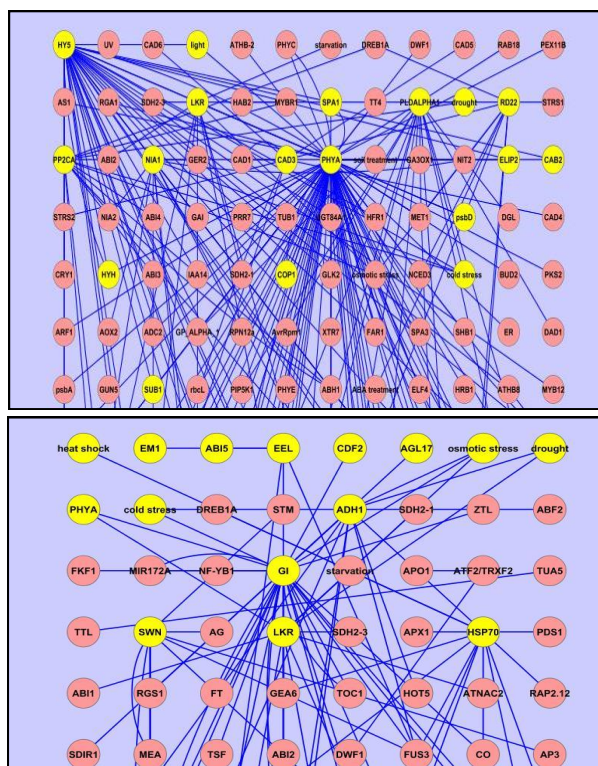 HY5 UV CAD6 light ATHB-2 PHYC starvation DREB1A DWF1 CAD5 RAB18 PEX11B
AS1 RGA1 SDH2-3 LKR HAB2 MYBR1 SPA1 TT4 PLDALPHA1 drought RD22 STRS1
PP2CA ABI2 NIA1 GER2 CAD1 CAD3 PHYA salt treatment GA3OX1 NIT2 ELIP2 CAB2
STRS2 NIA2 ABI4 GAI PRR7 TUB1 UGT84A1 HFR1 MET1 psbD DGL CAD4
CRY1 HYH ABI3 IAA14 SDH2-1 COP1 GLK2 osmotic stress NCED3 cold stress BUD2 PKS2
ARF1 AOX2 ADC2 GP_ALPHA_1 RPN12a AvrRpm1 XTR7 FAR1 SPA3 SHB1 ER DAD1
psbA GUN5 SUB1 rbcL PIP5K1 PHYE ABH1 ABA treatment ELF4 HRB1 ATHB8 MYB12
heat shock EM1 ABI5 EEL CDF2 AGL17 osmotic stress drought
PHYA cold stress DREB1A STM ADH1 SDH2-1 ZTL ABF2
FKF1 MIR172A NF-YB1 GI starvation APO1 ATF2/TRXF2 TUA5
TTL SWN AG LKR SDH2-3 APX1 HSP70 PDS1
ABI1 RGS1 FT GEA6 TOC1 HOT5 ATNAC2 RAP2.12
SDIR1 MEA TSF ABI2 DWF1 FUS3 CO AP3